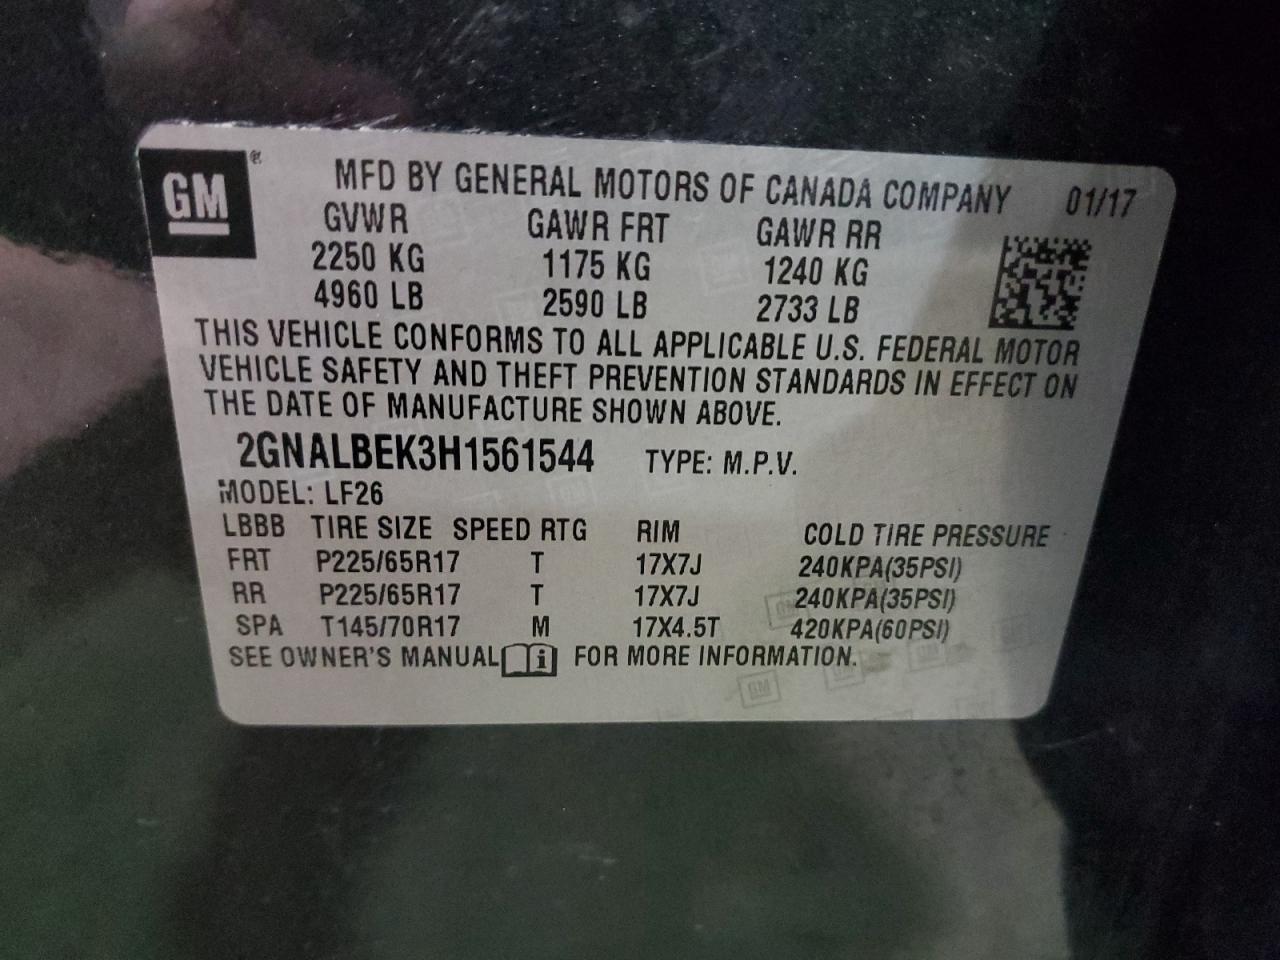 GM®
MFD BY GENERAL MOTORS OF CANADA COMPANY 01/17
GVWR GAWR FRT GAWR RR
2250 KG 1175 KG 1240 KG
4960 LB 2590 LB 2733 LB
THIS VEHICLE CONFORMS TO ALL APPLICABLE U.S. FEDERAL MOTOR
VEHICLE SAFETY AND THEFT PREVENTION STANDARDS IN EFFECT ON
THE DATE OF MANUFACTURE SHOWN ABOVE.
2GNALBEK3H1561544 TYPE: M.P.V.
MODEL: LF26
LBBB TIRE SIZE SPEED RTG RIM COLD TIRE PRESSURE
FRT P225/65R17 T 17X7J 240KPA(35PSI)
RR P225/65R17 T 17X7J 240KPA(35PSI)
SPA T145/70R17 M 17X4.5T 420KPA(60PSI)
SEE OWNER'S MANUAL i FOR MORE INFORMATION.